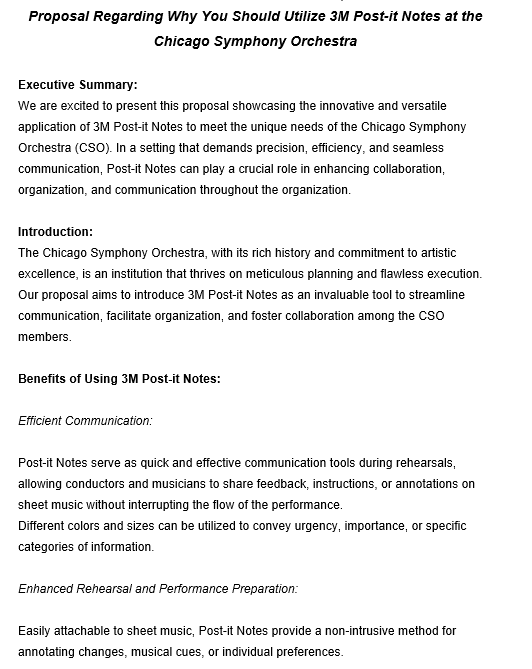 Proposal Regarding Why You Should Utilize 3M Post-it Notes at the
Chicago Symphony Orchestra
Executive Summary:
We are excited to present this proposal showcasing the innovative and versatile
application of 3M Post-it Notes to meet the unique needs of the Chicago Symphony
Orchestra (CSO). In a setting that demands precision, efficiency, and seamless
communication, Post-it Notes can play a crucial role in enhancing collaboration,
organization, and communication throughout the organization.
Introduction:
The Chicago Symphony Orchestra, with its rich history and commitment to artistic
excellence, is an institution that thrives on meticulous planning and flawless execution.
Our proposal aims to introduce 3M Post-it Notes as an invaluable tool to streamline
communication, facilitate organization, and foster collaboration among the CSO
members.
Benefits of Using 3M Post-it Notes:
Efficient Communication:
Post-it Notes serve as quick and effective communication tools during rehearsals,
allowing conductors and musicians to share feedback, instructions, or annotations on
sheet music without interrupting the flow of the performance.
Different colors and sizes can be utilized to convey urgency, importance, or specific
categories of information.
Enhanced Rehearsal and Performance Preparation:
Easily attachable to sheet music, Post-it Notes provide a non-intrusive method for
annotating changes, musical cues, or individual preferences.